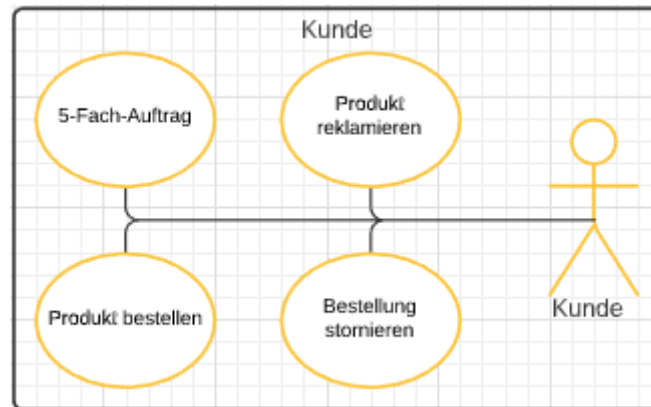 Kunde
5-Fach-Auftrag
Produkt
reklamieren
Kunde
Produkt bestellen
Bestellung
stornieren